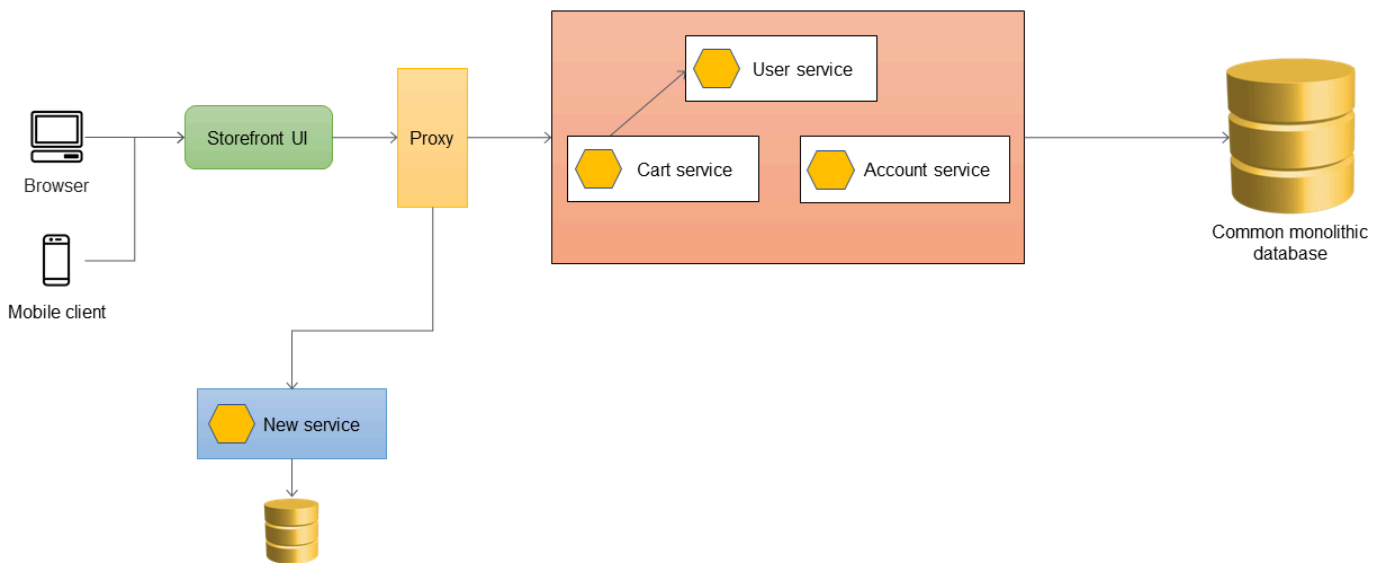 User service
Storefront UI
Proxy
Cart service
Account service
Browser
Common monolithic
database
Mobile client
New service